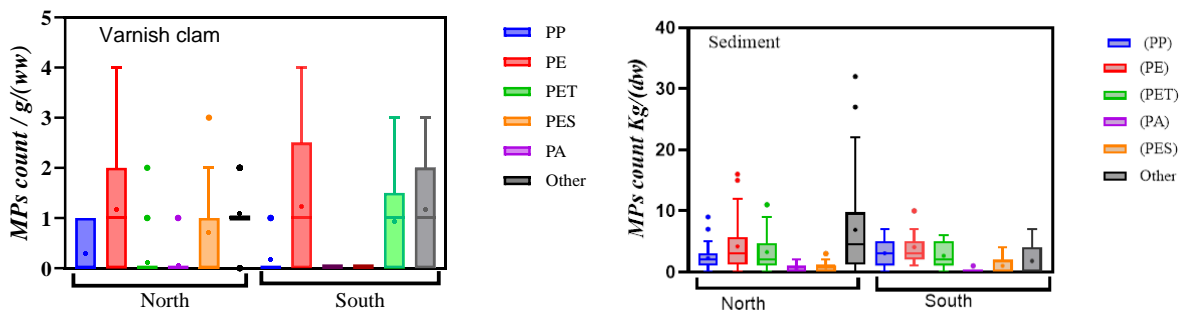 Varnish clam
MPs count / g/(ww)
5
4
3
2
1
0
North
South
PP
PE
PET
PES
PA
Other
Sediment
MPs count Kg/(dw)
40
30
20
10
0
North
South
(PP)
(PE)
(PET)
(PA)
(PES)
Other